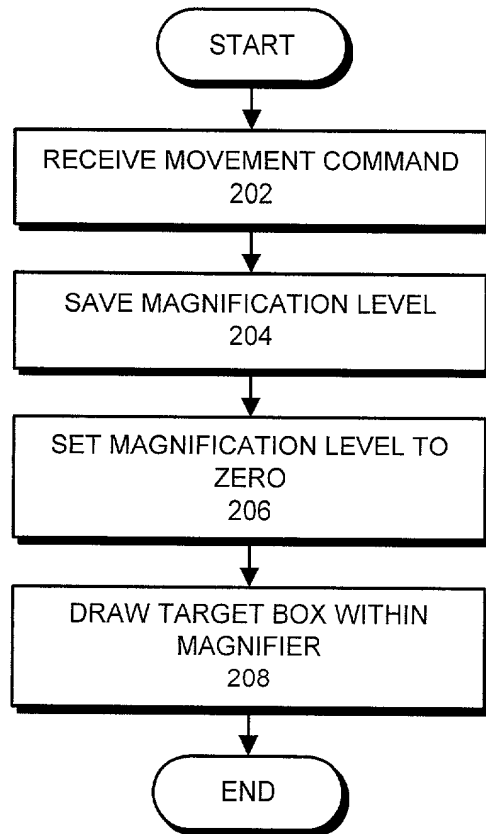 START
RECEIVE MOVEMENT COMMAND
202
SAVE MAGNIFICATION LEVEL
204
SET MAGNIFICATION LEVEL TO
ZERO
206
DRAW TARGET BOX WITHIN
MAGNIFIER
208
END